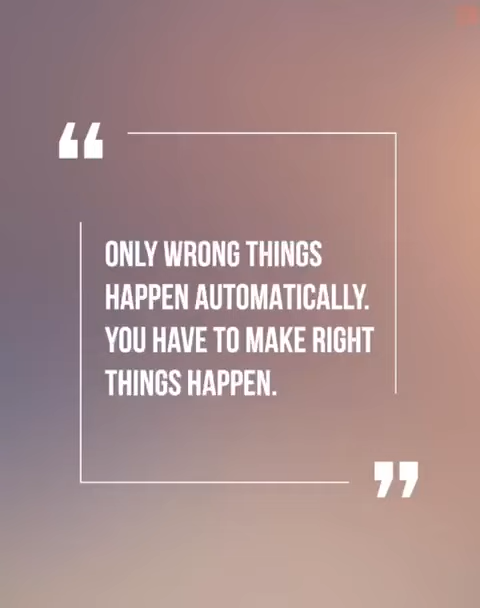 “
ONLY WRONG THINGS
HAPPEN AUTOMATICALLY.
YOU HAVE TO MAKE RIGHT
THINGS HAPPEN.
”